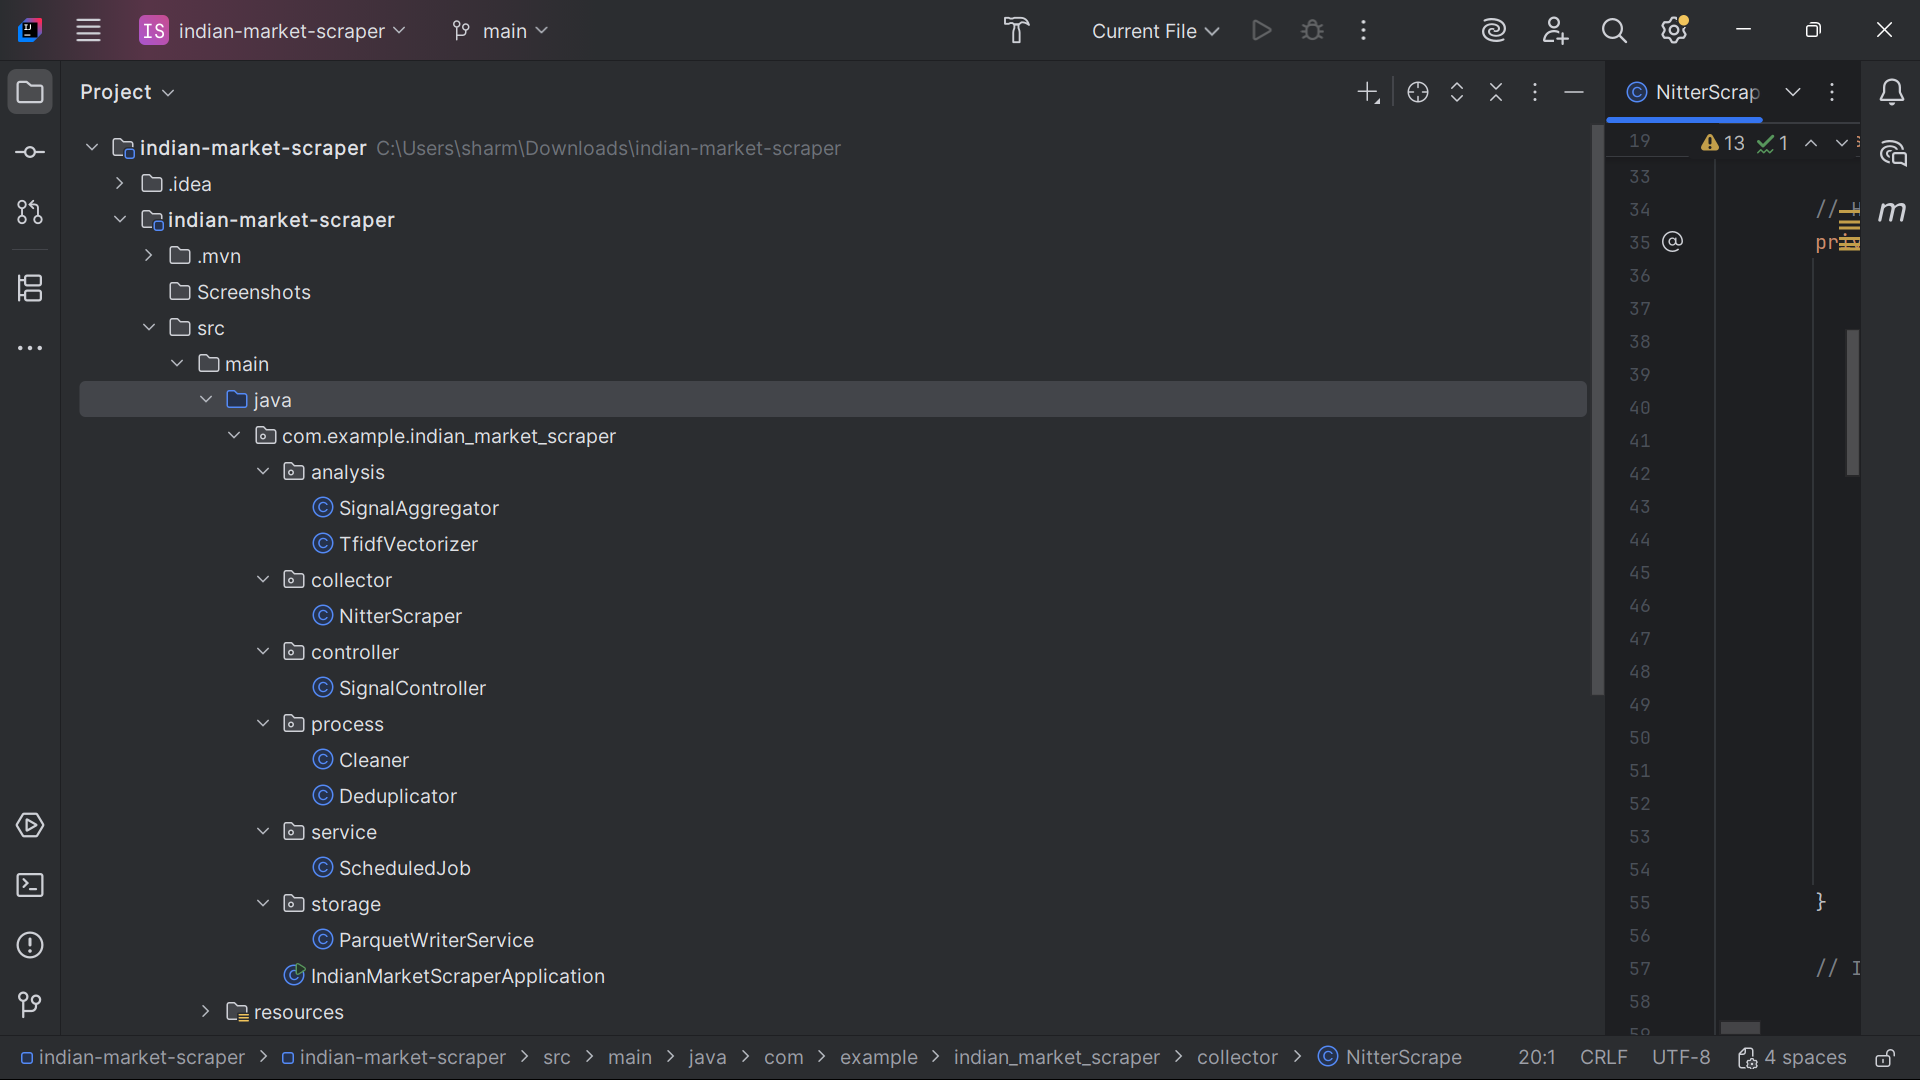 IS indian-market-scraper main Current File
Project NitterScrap
indian-market-scraper C:\Users\sharm\Downloads\indian-market-scraper
.idea
indian-market-scraper
.mvn
Screenshots
src
main
java
com.example.indian_market_scraper
analysis
SignalAggregator
TfidfVectorizer
collector
NitterScraper
controller
SignalController
process
Cleaner
Deduplicator
service
ScheduledJob
storage
ParquetWriterService
IndianMarketScraperApplication
resources
19 13 1
33
34 //
35 @ priv
36
37
38
39
40
41
42
43
44
45
46
47
48
49
50
51
52
53
54
55 }
56
57 // I
58
59
m
indian-market-scraper > indian-market-scraper > src > main > java > com > example > indian_market_scraper > collector > NitterScrape 20:1 CRLF UTF-8 4 spaces